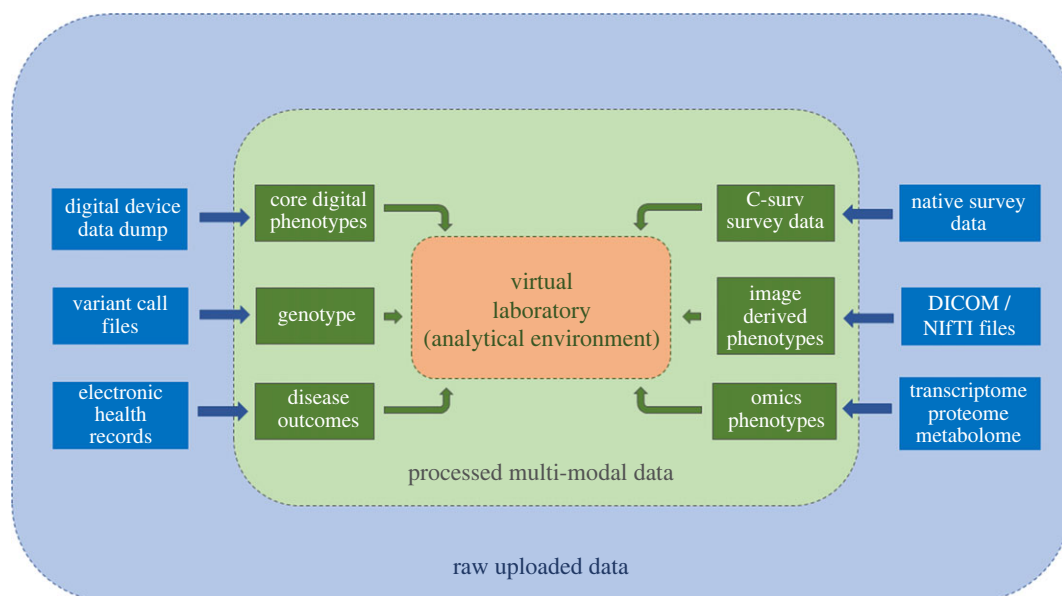 digital device
data dump
core digital
phenotypes
C-surv
survey data
native survey
data
variant call
files
genotype
virtual
laboratory
(analytical environment)
image
derived
phenotypes
DICOM /
NIfTI files
electronic
health
records
disease
outcomes
omics
phenotypes
transcriptome
proteome
metabolome
processed multi-modal data
raw uploaded data